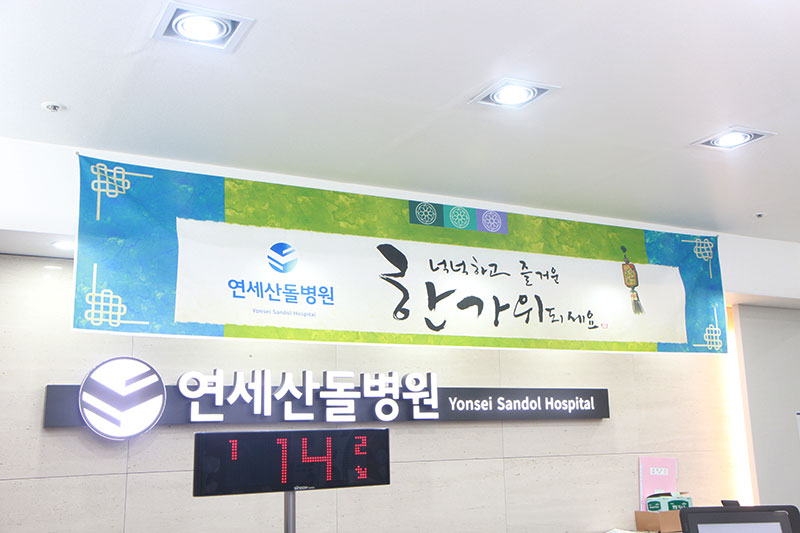 연세산돌병원
Yonsei Sandol Hospital
넉넉하고 즐거운
한가위되세요
연세산돌병원 Yonsei Sandol Hospital
1 14 2